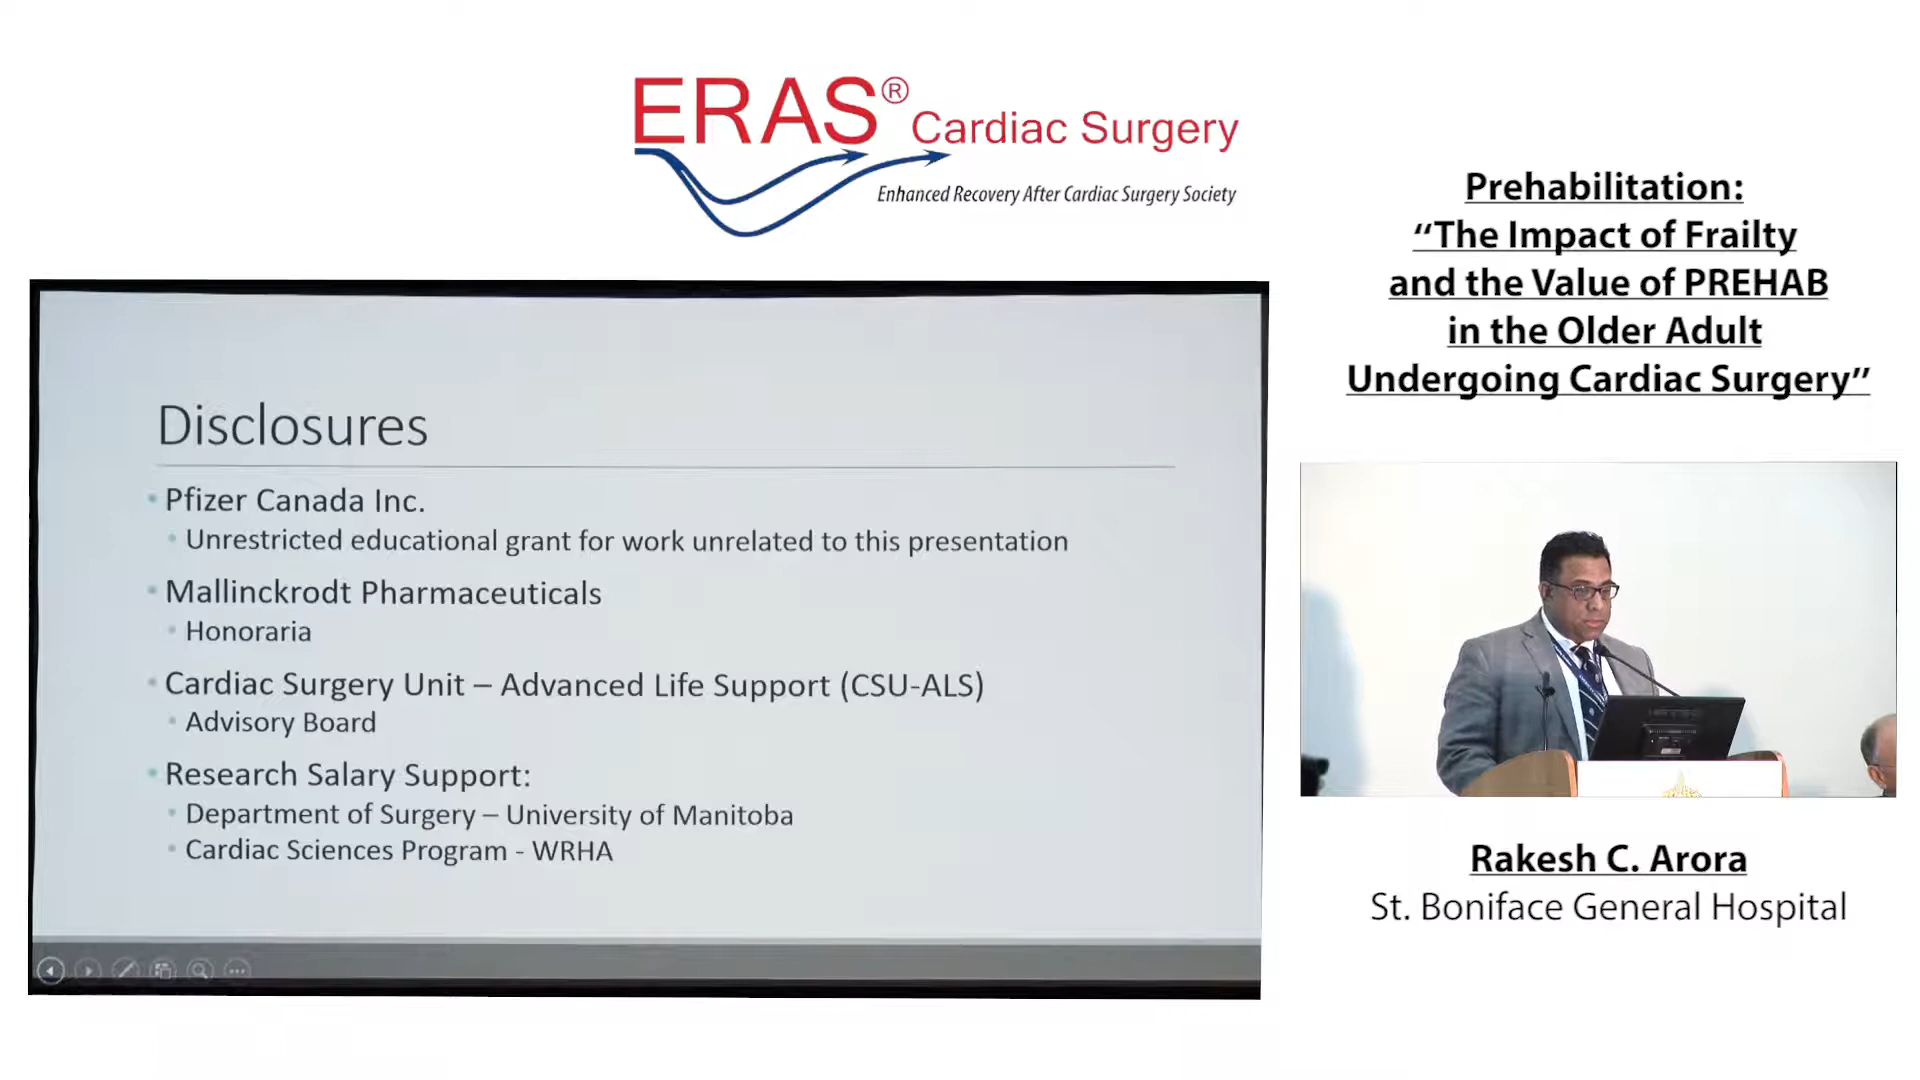 ERAS® Cardiac Surgery
Enhanced Recovery After Cardiac Surgery Society
Prehabilitation:
“The Impact of Frailty
and the Value of PREHAB
in the Older Adult
Undergoing Cardiac Surgery”
Disclosures
• Pfizer Canada Inc.
• Unrestricted educational grant for work unrelated to this presentation
• Mallinckrodt Pharmaceuticals
• Honoraria
• Cardiac Surgery Unit – Advanced Life Support (CSU-ALS)
• Advisory Board
• Research Salary Support:
• Department of Surgery – University of Manitoba
• Cardiac Sciences Program - WRHA
Rakesh C. Arora
St. Boniface General Hospital